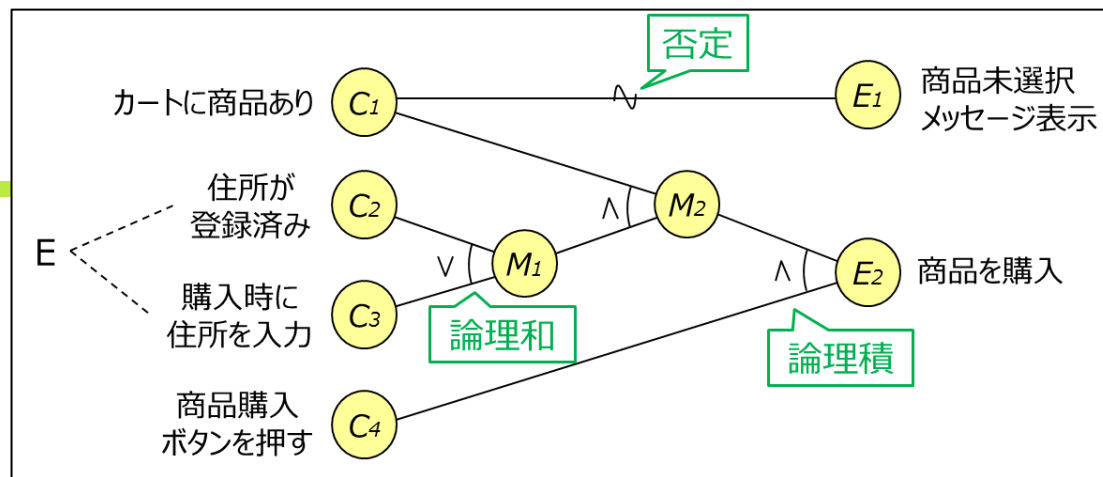 否定
カートに商品あり
C1
E1
商品未選択
メッセージ表示
住所が
登録済み
C2
∧
M2
E
∨
M1
∧
E2
商品を購入
購入時に
住所を入力
C3
論理和
論理積
商品購入
ボタンを押す
C4